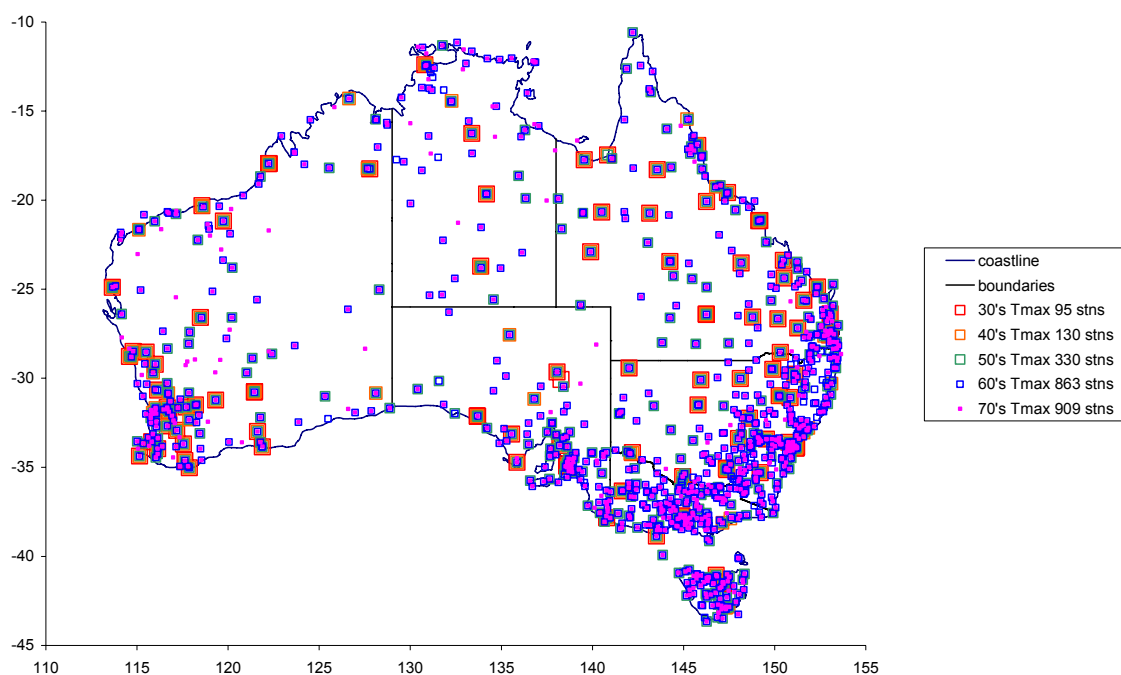 -10
-15
-20
-25
-30
-35
-40
-45
110 115 120 125 130 135 140 145 150 155
coastline
boundaries
30's Tmax 95 stns
40's Tmax 130 stns
50's Tmax 330 stns
60's Tmax 863 stns
70's Tmax 909 stns